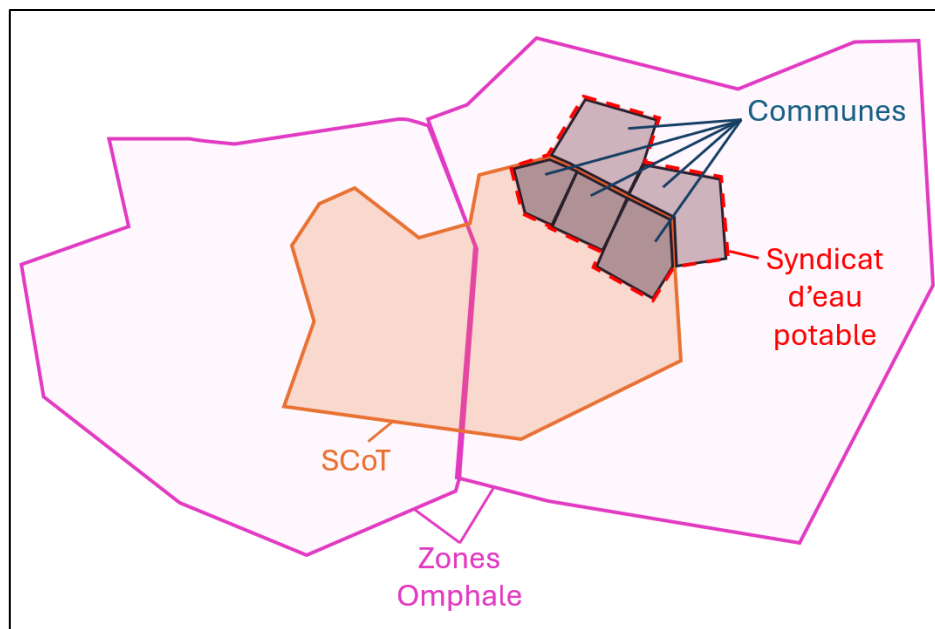 Communes
Syndicat
d'eau
potable
SCoT
Zones
Omphale